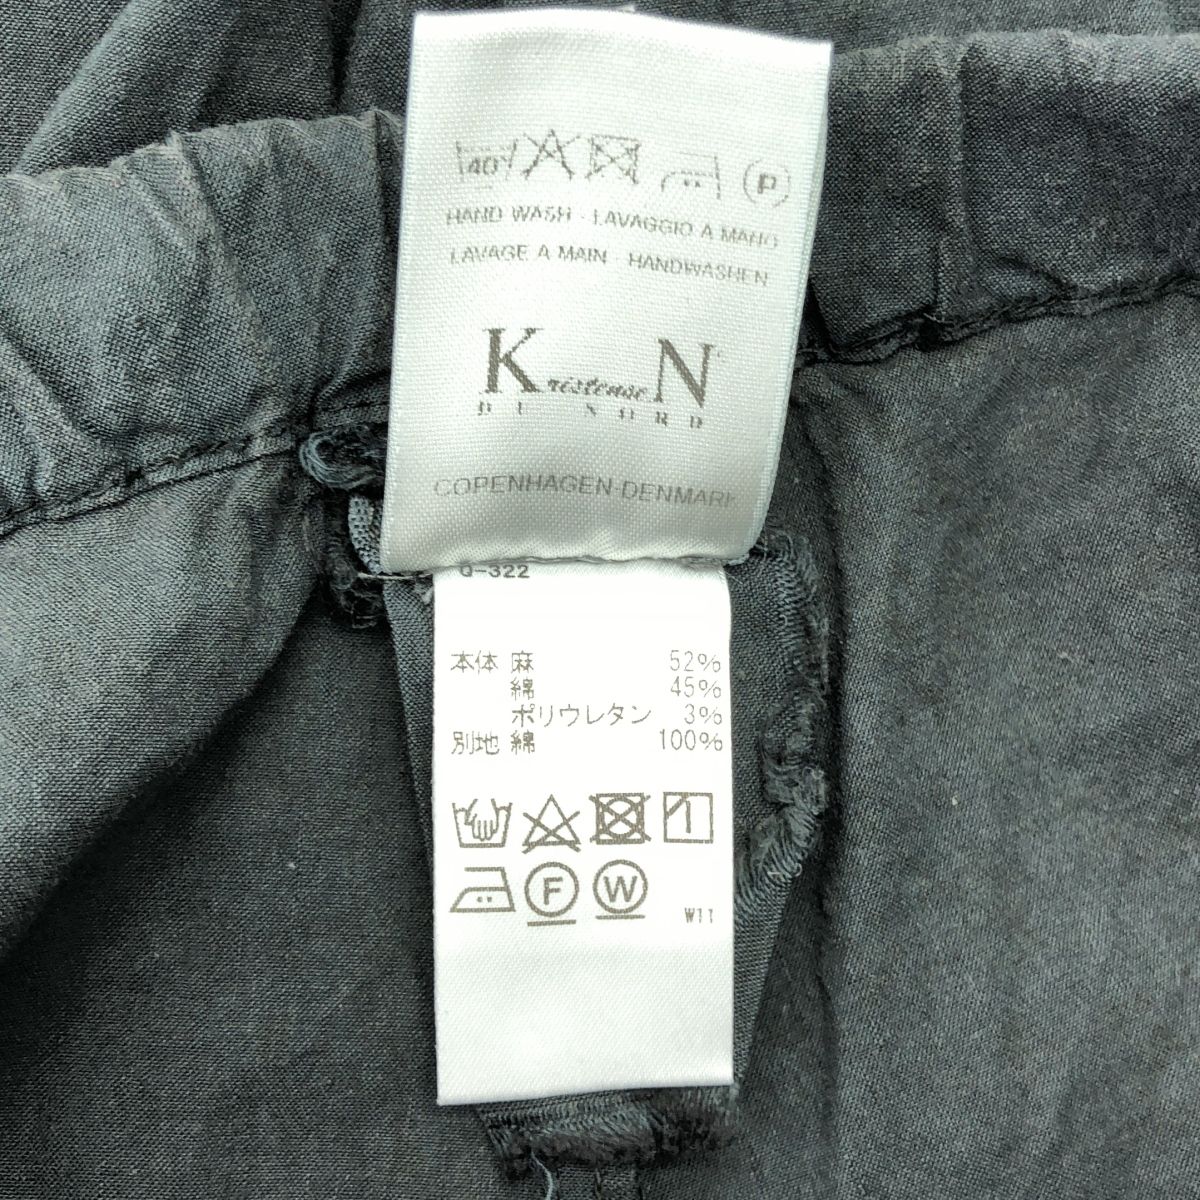 40
P
HAND WASH - LAVAGGIO A MANO
LAVAGE A MAIN - HANDWASHEN
KristenseN
DU NORD
COPENHAGEN-DENMARK
Q-322
本体 麻 52%
綿 45%
ポリウレタン 3%
別地 綿 100%
F W
W11